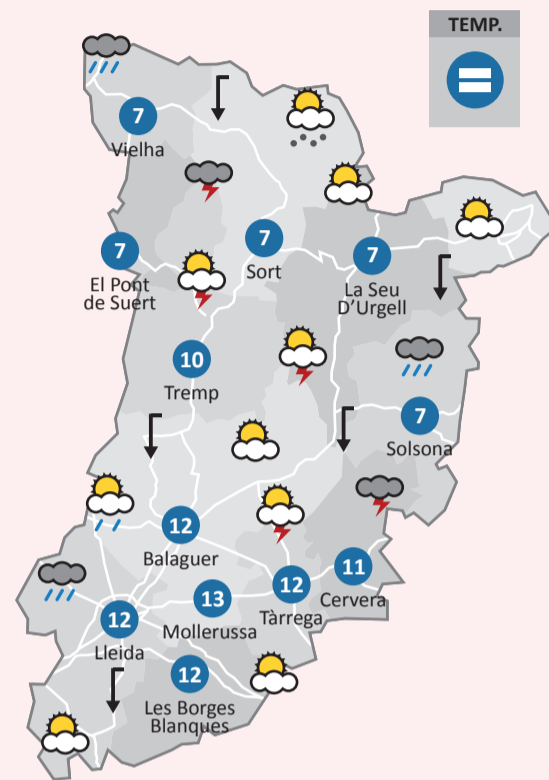 TEMP.
7
Vielha
7
El Pont
de Suert
7
Sort
7
La Seu
D'Urgell
10
Tremp
7
Solsona
12
Balaguer
11
Cervera
12
Tàrrega
13
Mollerussa
12
Lleida
12
Les Borges
Blanques